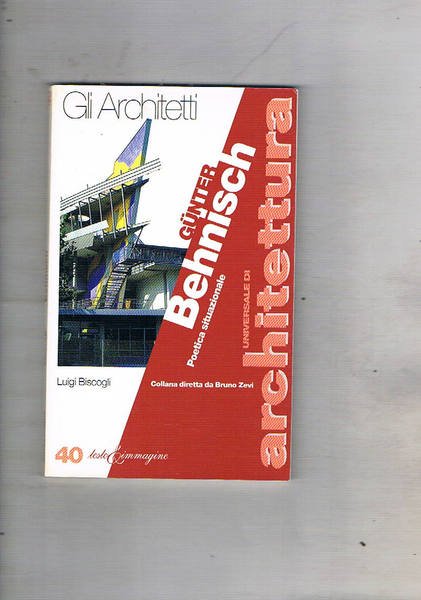 Gli Architetti
GÜNTER
Behnisch
Poetica situazionale
UNIVERSALE DI
architettura
Luigi Biscogli
Collana diretta da Bruno Zevi
40 testo & immagine